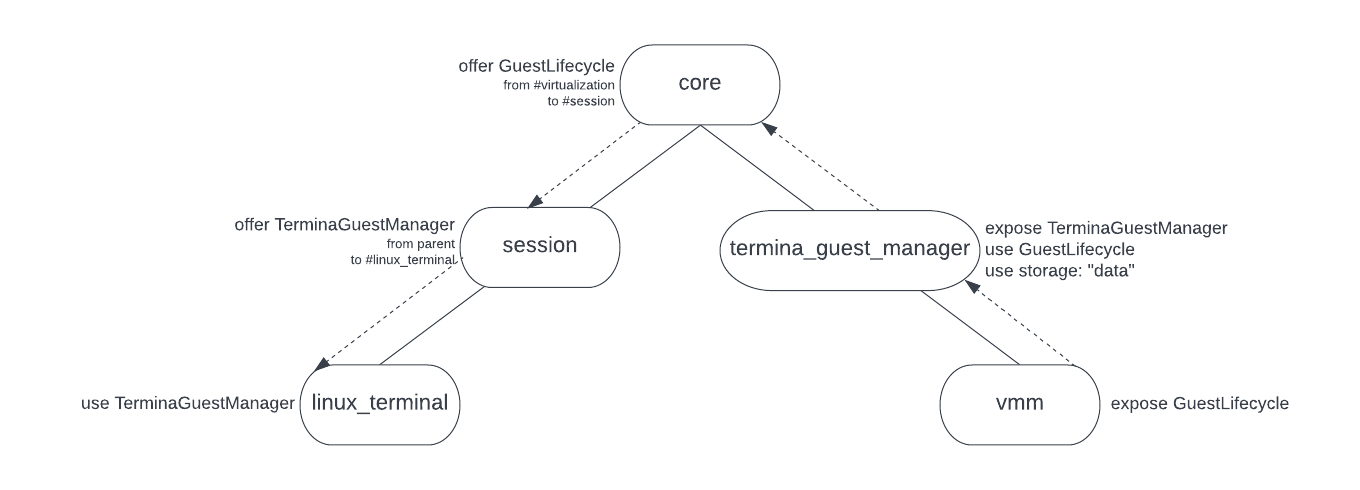 offer GuestLifecycle
from #virtualization
to #session
core
offer TerminaGuestManager
from parent
to #linux_terminal
session
termina_guest_manager
expose TerminaGuestManager
use GuestLifecycle
use storage: "data"
use TerminaGuestManager
linux_terminal
vmm
expose GuestLifecycle